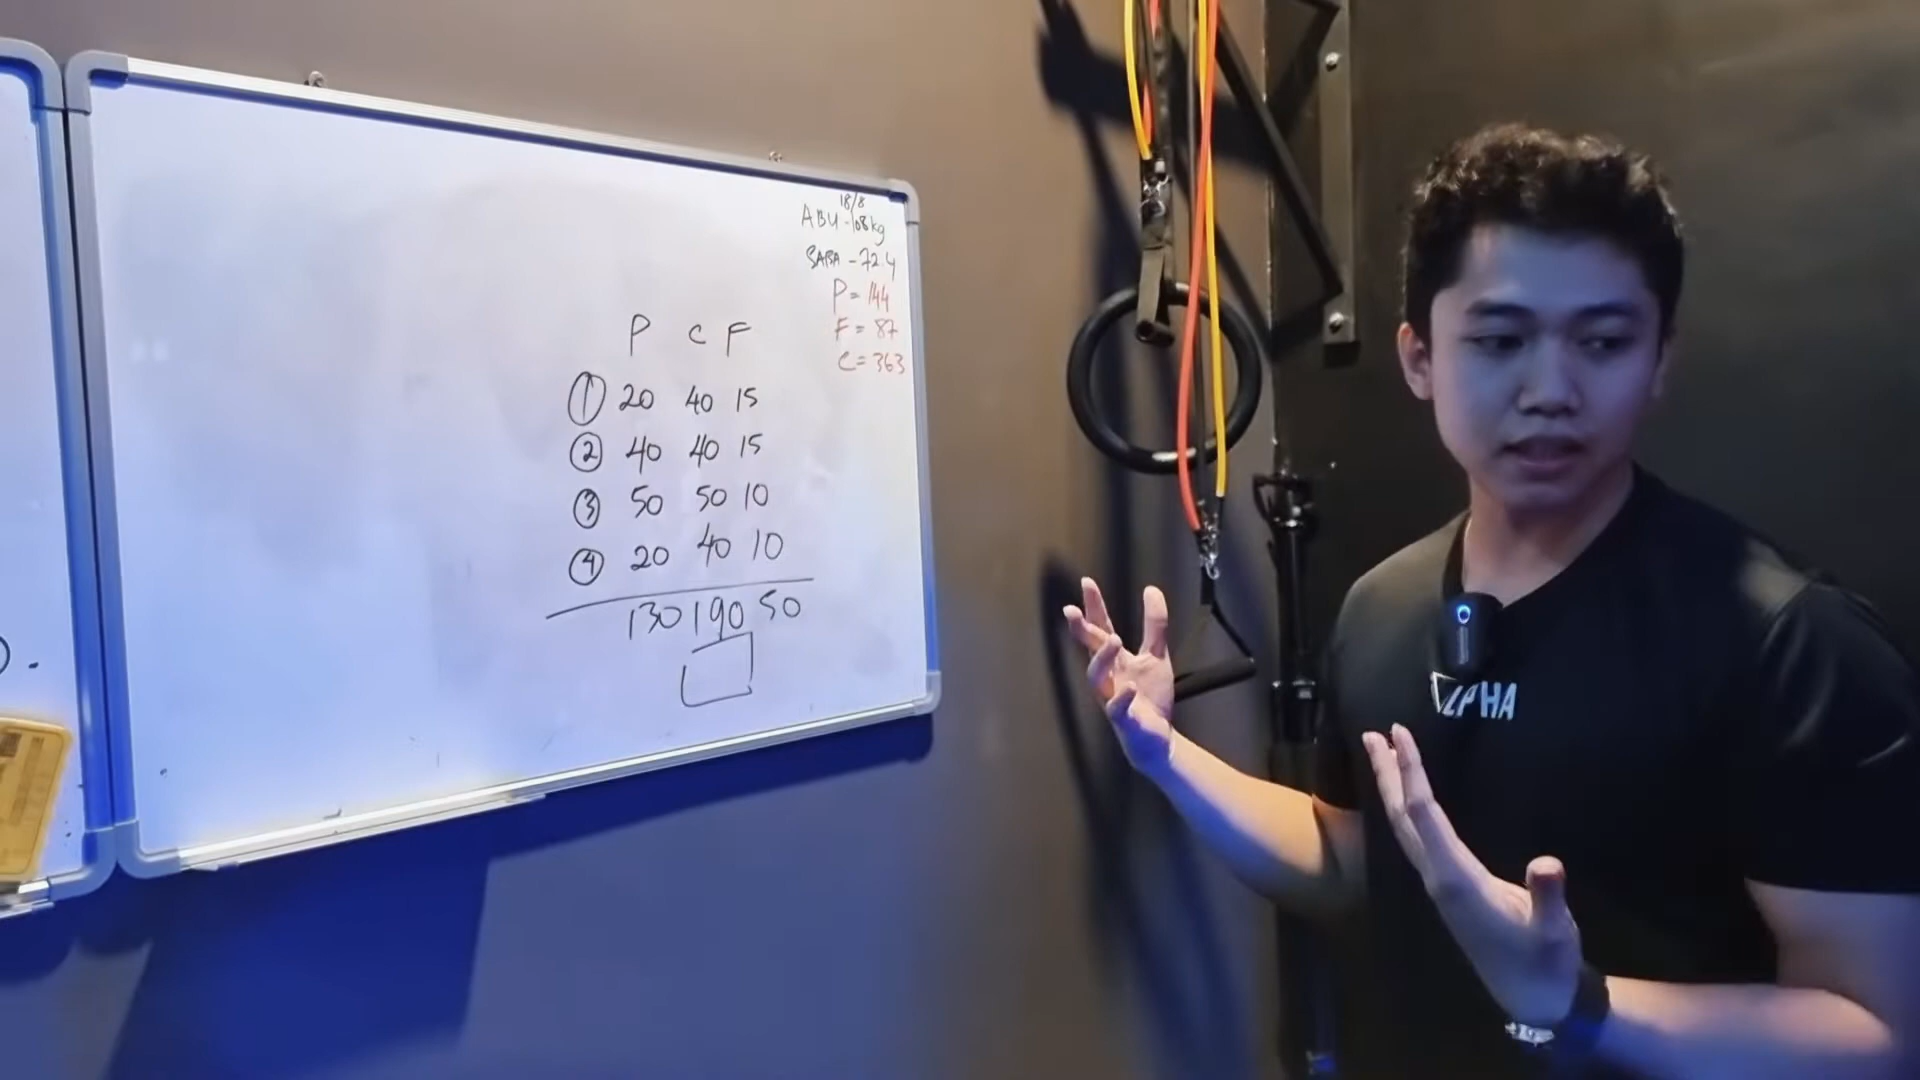 18/8
ABU - 108kg
SABA - 72.4
P = 144
F = 87
C = 363
P C F
1 20 40 15
2 40 40 15
3 50 50 10
4 20 40 10
130 190 50
ALPHA